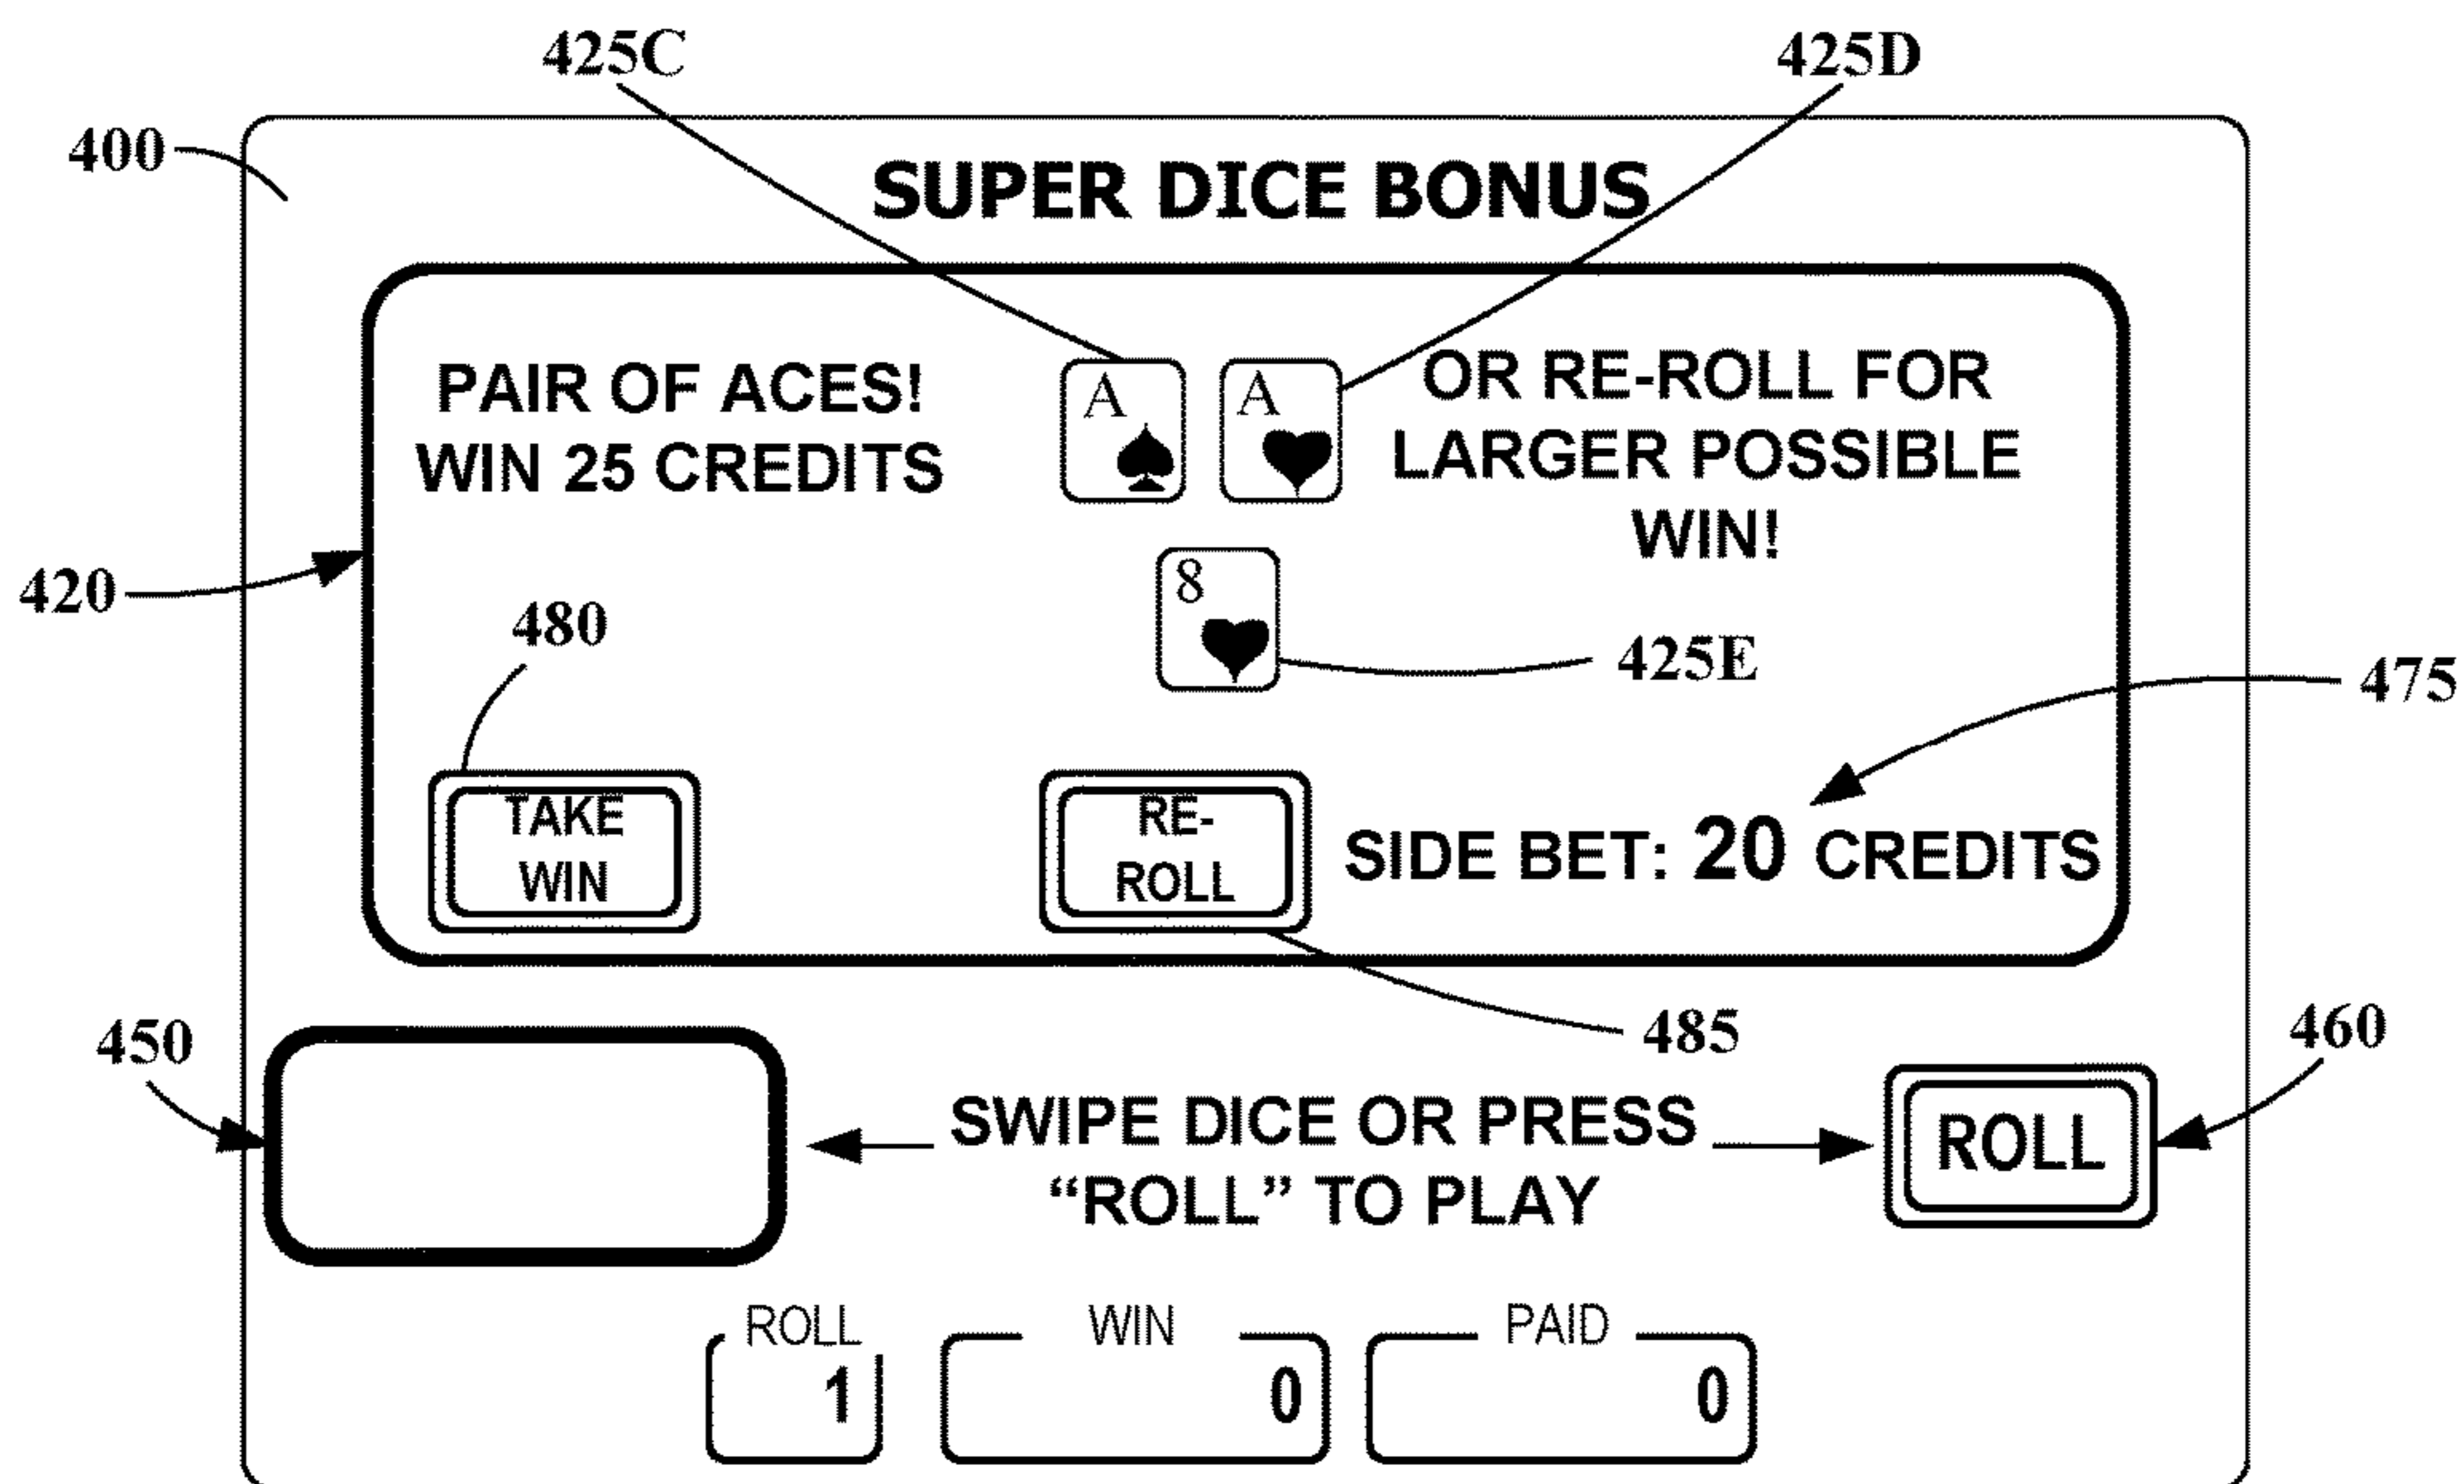 425C
425D
400
SUPER DICE BONUS
PAIR OF ACES!
WIN 25 CREDITS
A
A
OR RE-ROLL FOR
LARGER POSSIBLE
WIN!
420
8
480
425E
475
TAKE
WIN
RE-
ROLL
SIDE BET: 20 CREDITS
450
485
460
SWIPE DICE OR PRESS
“ROLL” TO PLAY
ROLL
ROLL
1
WIN
0
PAID
0